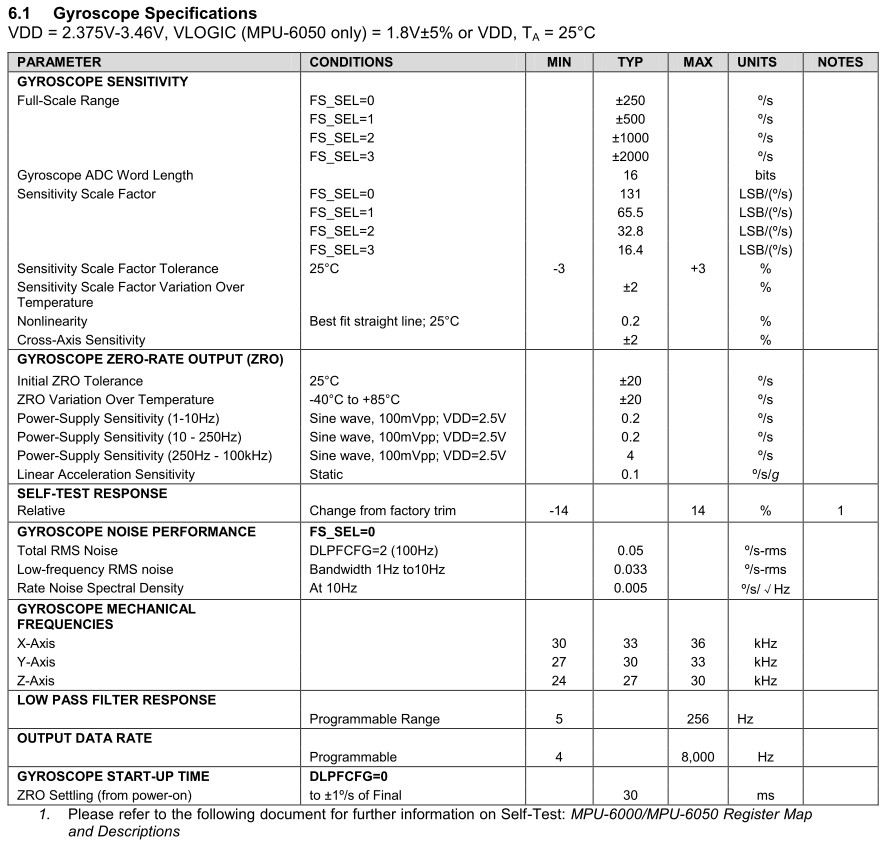 6.1 Gyroscope Specifications
VDD = 2.375V-3.46V, VLOGIC (MPU-6050 only) = 1.8V±5% or VDD, TA = 25°C
PARAMETER CONDITIONS MIN TYP MAX UNITS NOTES
GYROSCOPE SENSITIVITY
Full-Scale Range FS_SEL=0 ±250 º/s
FS_SEL=1 ±500 º/s
FS_SEL=2 ±1000 º/s
FS_SEL=3 ±2000 º/s
Gyroscope ADC Word Length 16 bits
Sensitivity Scale Factor FS_SEL=0 131 LSB/(º/s)
FS_SEL=1 65.5 LSB/(º/s)
FS_SEL=2 32.8 LSB/(º/s)
FS_SEL=3 16.4 LSB/(º/s)
Sensitivity Scale Factor Tolerance 25°C -3 +3 %
Sensitivity Scale Factor Variation Over
Temperature ±2 %
Nonlinearity Best fit straight line; 25°C 0.2 %
Cross-Axis Sensitivity ±2 %
GYROSCOPE ZERO-RATE OUTPUT (ZRO)
Initial ZRO Tolerance 25°C ±20 º/s
ZRO Variation Over Temperature -40°C to +85°C ±20 º/s
Power-Supply Sensitivity (1-10Hz) Sine wave, 100mVpp; VDD=2.5V 0.2 º/s
Power-Supply Sensitivity (10 - 250Hz) Sine wave, 100mVpp; VDD=2.5V 0.2 º/s
Power-Supply Sensitivity (250Hz - 100kHz) Sine wave, 100mVpp; VDD=2.5V 4 º/s
Linear Acceleration Sensitivity Static 0.1 º/s/g
SELF-TEST RESPONSE
Relative Change from factory trim -14 14 % 1
GYROSCOPE NOISE PERFORMANCE FS_SEL=0
Total RMS Noise DLPFCFG=2 (100Hz) 0.05 º/s-rms
Low-frequency RMS noise Bandwidth 1Hz to10Hz 0.033 º/s-rms
Rate Noise Spectral Density At 10Hz 0.005 º/s/ √ Hz
GYROSCOPE MECHANICAL
FREQUENCIES
X-Axis 30 33 36 kHz
Y-Axis 27 30 33 kHz
Z-Axis 24 27 30 kHz
LOW PASS FILTER RESPONSE
Programmable Range 5 256 Hz
OUTPUT DATA RATE
Programmable 4 8,000 Hz
GYROSCOPE START-UP TIME DLPFCFG=0
ZRO Settling (from power-on) to ±1º/s of Final 30 ms
1. Please refer to the following document for further information on Self-Test: MPU-6000/MPU-6050 Register Map
and Descriptions